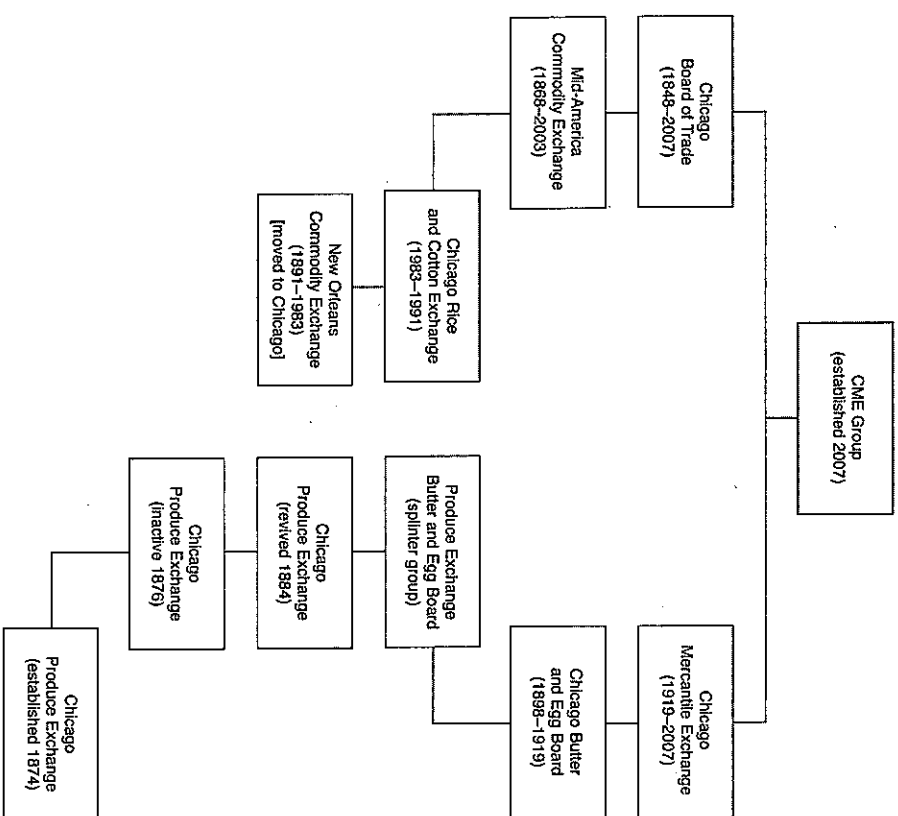 CME Group
(established 2007)
Chicago
Board of Trade
(1848–2007)
Chicago
Mercantile Exchange
(1919–2007)
Mid-America
Commodity Exchange
(1868–2003)
Chicago Butter
and Egg Board
(1898–1919)
Chicago Rice
and Cotton Exchange
(1983–1991)
Produce Exchange
Butter and Egg Board
(splinter group)
New Orleans
Commodity Exchange
(1891–1983)
[moved to Chicago]
Chicago
Produce Exchange
(revived 1884)
Chicago
Produce Exchange
(inactive 1876)
Chicago
Produce Exchange
(established 1874)